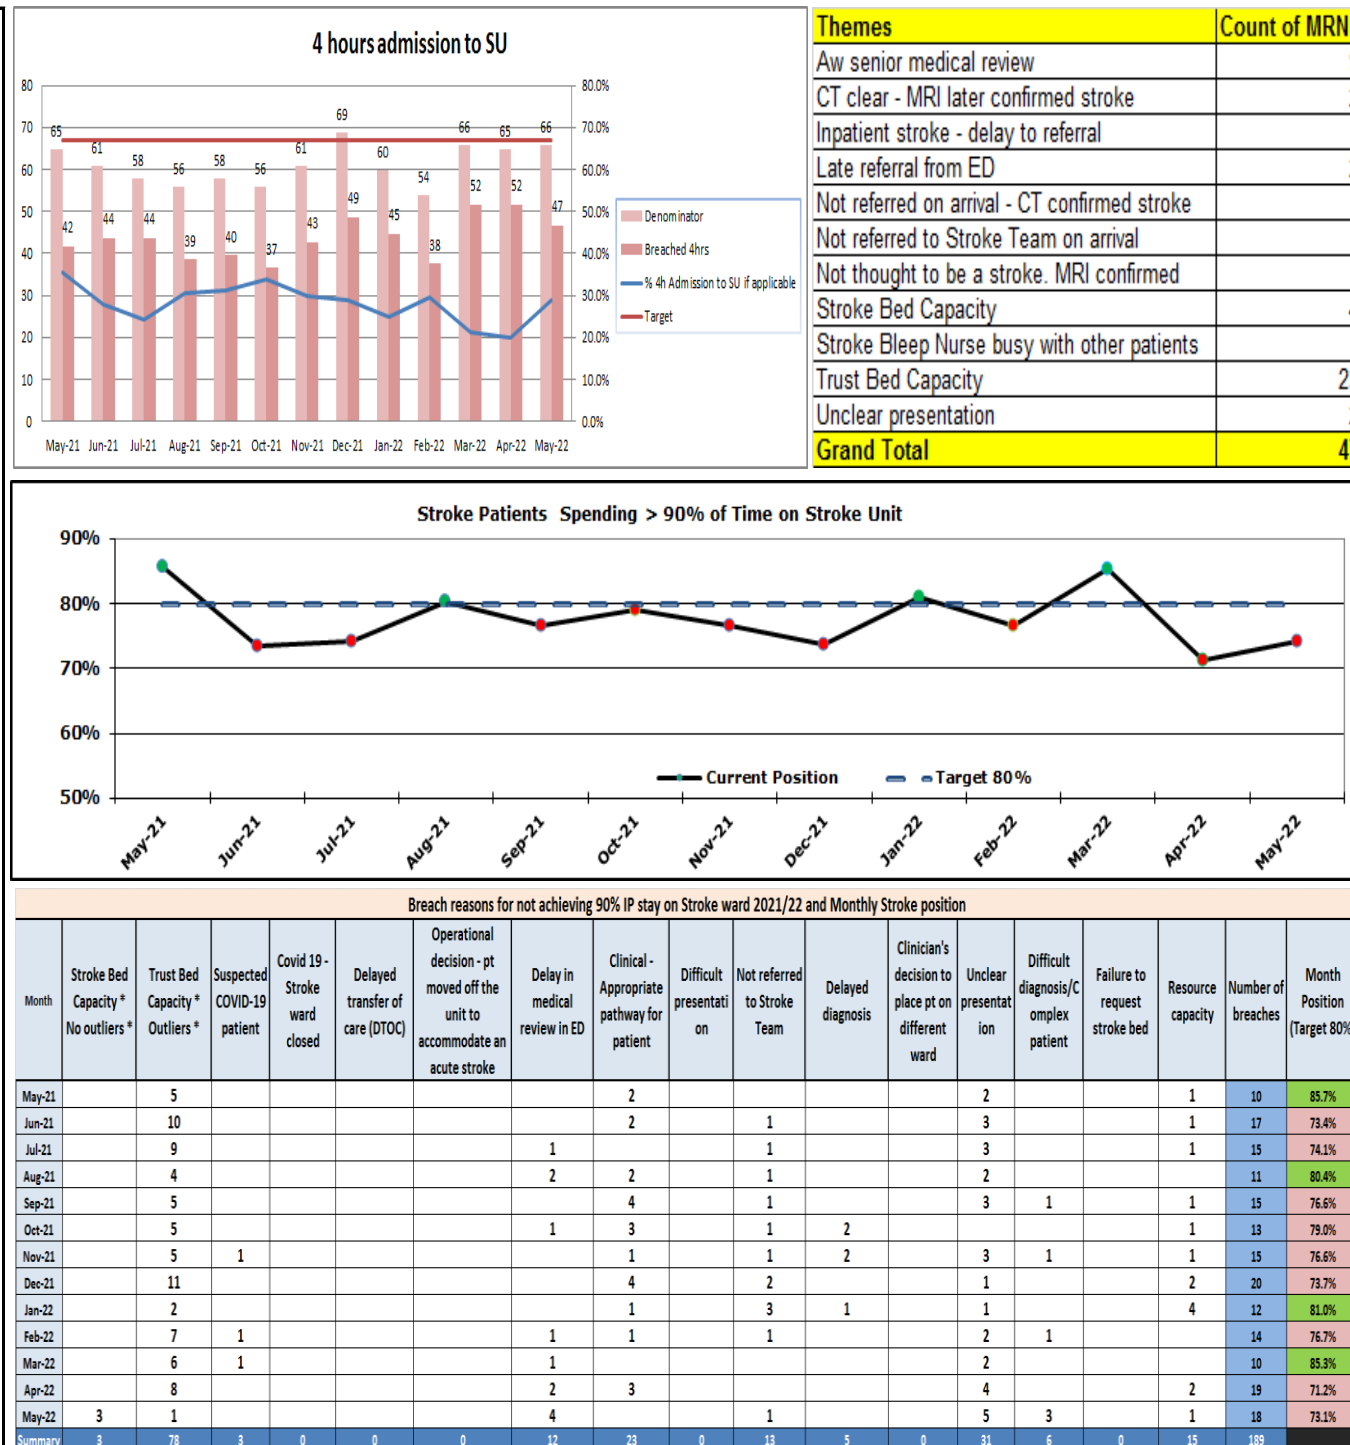 4 hours admission to SU
80
70
60
50
40
30
20
10
0
80.0%
70.0%
60.0%
50.0%
40.0%
30.0%
20.0%
10.0%
0.0%
65 61 58 56 58 56 61 69 60 54 66 65 66
42 44 44 39 40 37 43 49 45 38 52 52 47
May-21 Jun-21 Jul-21 Aug-21 Sep-21 Oct-21 Nov-21 Dec-21 Jan-22 Feb-22 Mar-22 Apr-22 May-22
Denominator
Breached 4hrs
% 4h Admission to SU if applicable
Target
Themes Count of MRN
Aw senior medical review
CT clear - MRI later confirmed stroke
Inpatient stroke - delay to referral
Late referral from ED
Not referred on arrival - CT confirmed stroke
Not referred to Stroke Team on arrival
Not thought to be a stroke. MRI confirmed
Stroke Bed Capacity
Stroke Bleep Nurse busy with other patients
Trust Bed Capacity 2
Unclear presentation
Grand Total 4
Stroke Patients Spending > 90% of Time on Stroke Unit
90%
80%
70%
60%
50%
Current Position Target 80%
May-21 Jun-21 Jul-21 Aug-21 Sep-21 Oct-21 Nov-21 Dec-21 Jan-22 Feb-22 Mar-22 Apr-22 May-22
Breach reasons for not achieving 90% IP stay on Stroke ward 2021/22 and Monthly Stroke position
Month
Stroke Bed
Capacity *
No outliers *
Trust Bed
Capacity *
Outliers *
Suspected
COVID-19
patient
Covid 19 -
Stroke
ward
closed
Delayed
transfer of
care (DTOC)
Operational
decision - pt
moved off the
unit to
accommodate an
acute stroke
Delay in
medical
review in ED
Clinical -
Appropriate
pathway for
patient
Difficult
presentati
on
Not referred
to Stroke
Team
Delayed
diagnosis
Clinician's
decision to
place pt on
different
ward
Unclear
presentat
ion
Difficult
diagnosis/C
omplex
patient
Failure to
request
stroke bed
Resource
capacity
Number of
breaches
Month
Position
(Target 80%
May-21 5 2 2 1 10 85.7%
Jun-21 10 2 1 3 1 17 73.4%
Jul-21 9 1 1 3 1 15 74.1%
Aug-21 4 2 2 1 2 11 80.4%
Sep-21 5 4 1 3 1 1 15 76.6%
Oct-21 5 1 3 1 2 1 13 79.0%
Nov-21 5 1 1 1 2 3 1 1 15 76.6%
Dec-21 11 4 2 1 2 20 73.7%
Jan-22 2 1 3 1 1 4 12 81.0%
Feb-22 7 1 1 1 1 2 1 14 76.7%
Mar-22 6 1 1 2 10 85.3%
Apr-22 8 2 3 4 2 19 71.2%
May-22 3 1 4 1 5 3 1 18 73.1%
Summary 3 78 3 0 0 0 12 23 0 13 5 0 31 6 0 15 189